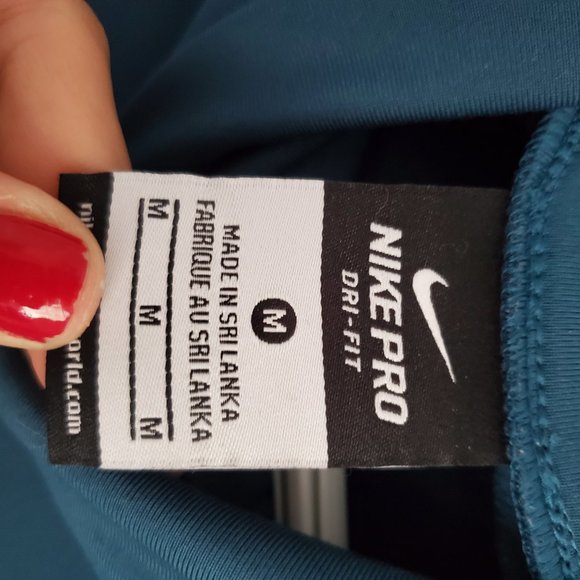 NIKE PRO
DRI-FIT
M
MADE IN SRI LANKA
FABRIQUE AU SRI LANKA
M M M